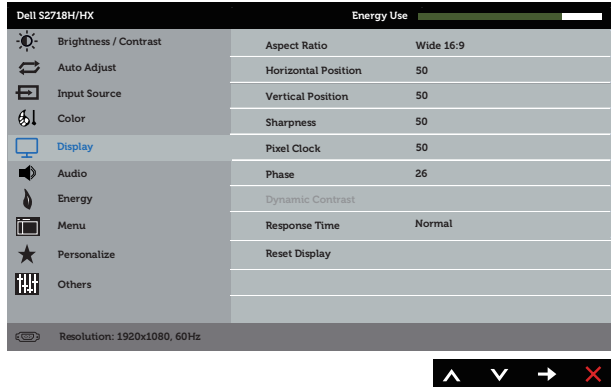 Dell S2718H/HX Energy Use
Brightness / Contrast
Auto Adjust
Input Source
Color
Display
Audio
Energy
Menu
Personalize
Others
Aspect Ratio Wide 16:9
Horizontal Position 50
Vertical Position 50
Sharpness 50
Pixel Clock 50
Phase 26
Dynamic Contrast
Response Time Normal
Reset Display
Resolution: 1920x1080, 60Hz